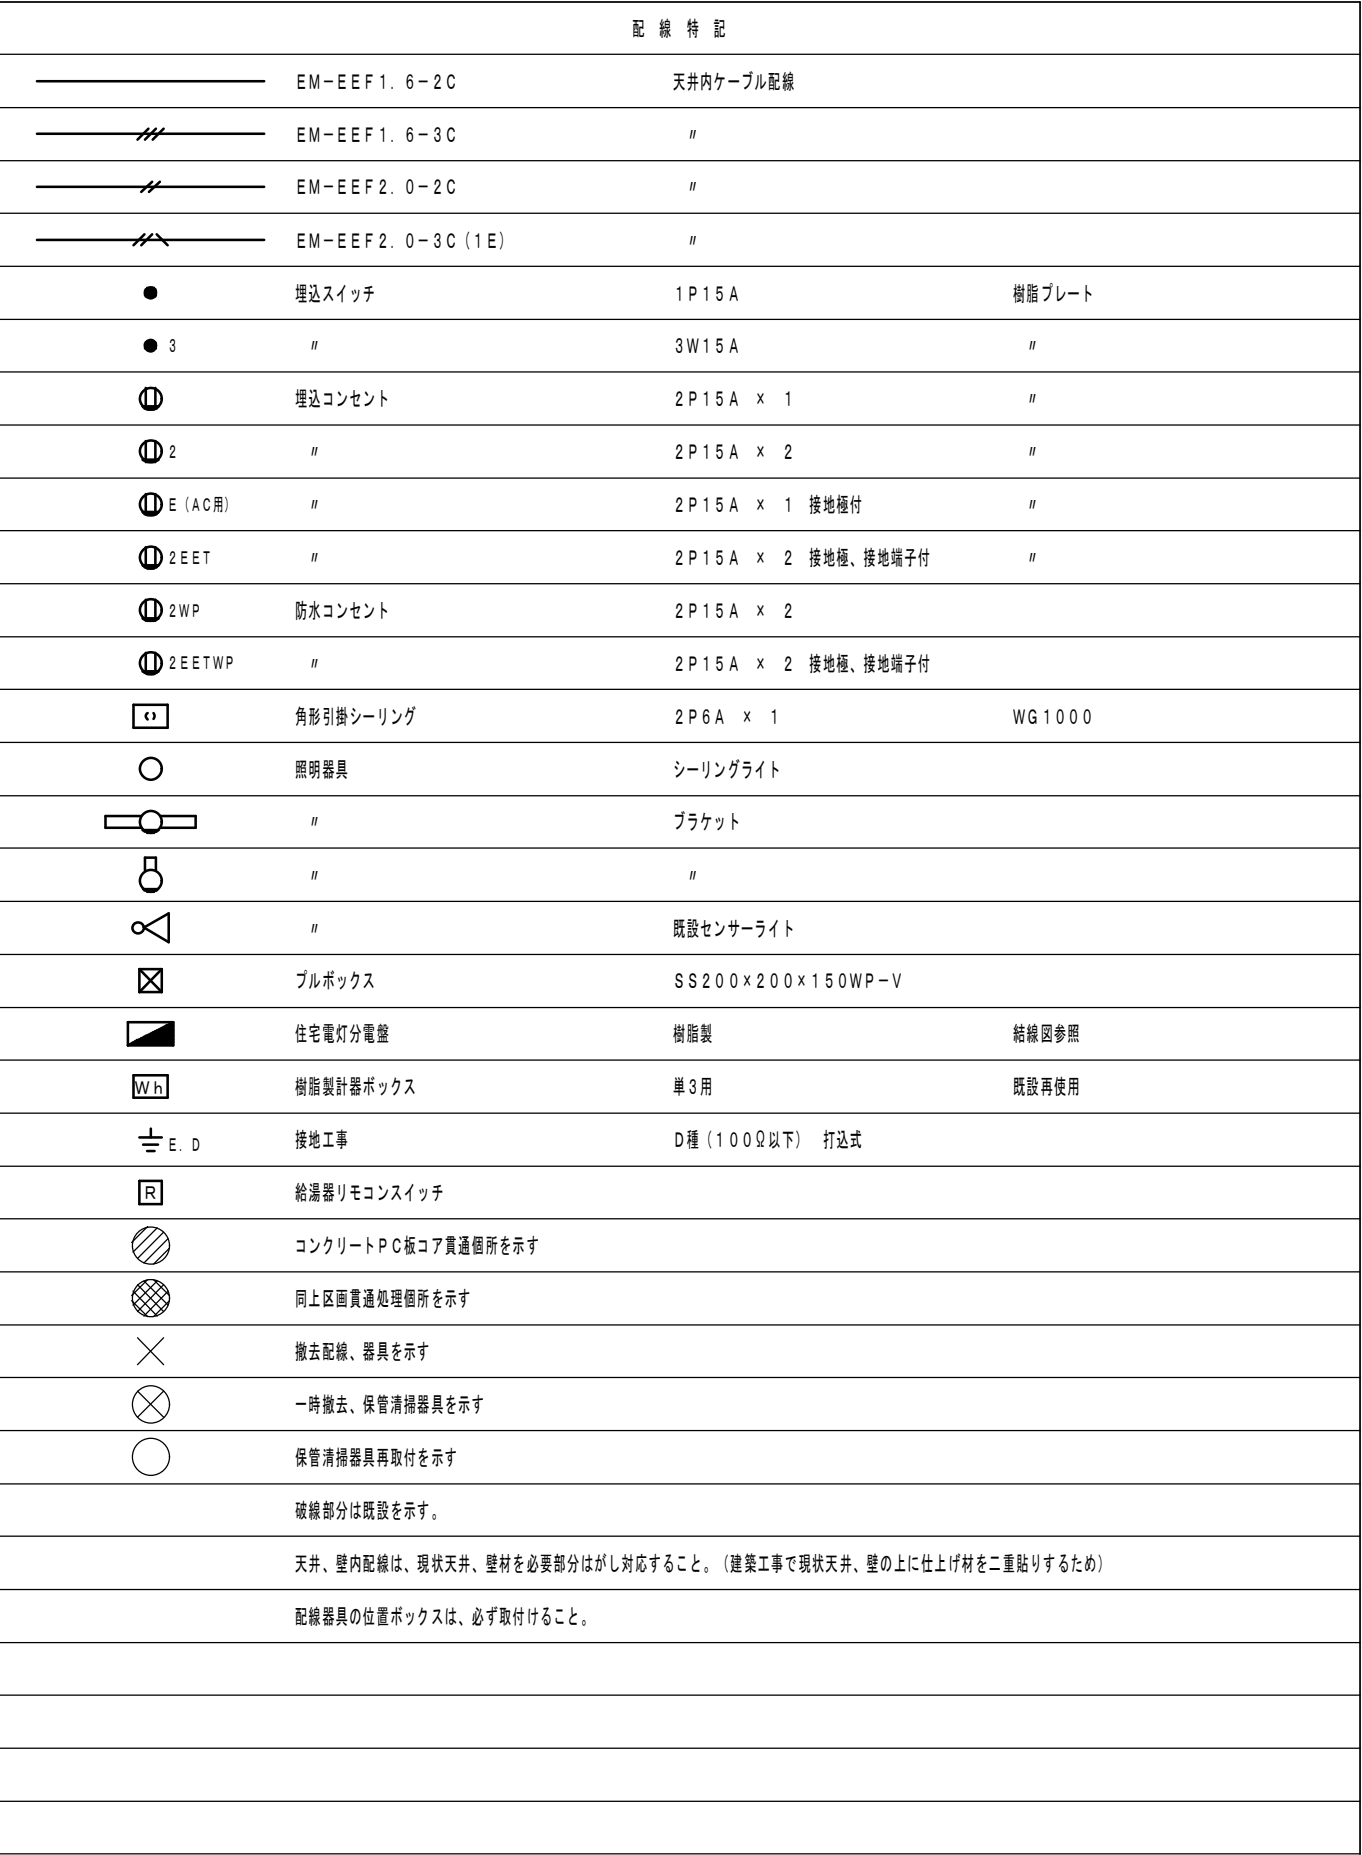 配線特記
EM-EEF1.6-2C 天井内ケーブル配線
EM-EEF1.6-3C 〃
EM-EEF2.0-2C 〃
EM-EEF2.0-3C(1E) 〃
埋込スイッチ 1P15A 樹脂プレート
3 〃 3W15A 〃
埋込コンセント 2P15A × 1 〃
2 〃 2P15A × 2 〃
E(AC用) 〃 2P15A × 1 接地極付 〃
2EET 〃 2P15A × 2 接地極、接地端子付 〃
2WP 防水コンセント 2P15A × 2
2EETWP 〃 2P15A × 2 接地極、接地端子付
角形引掛シーリング 2P6A × 1 WG1000
照明器具 シーリングライト
〃 ブラケット
〃 〃
〃 既設センサーライト
プルボックス SS200×200×150WP-V
住宅電灯分電盤 樹脂製 結線図参照
Wh 樹脂製計器ボックス 単3用 既設再使用
E.D 接地工事 D種(100Ω以下) 打込式
R 給湯器リモコンスイッチ
コンクリートPC板コア貫通個所を示す
同上区画貫通処理個所を示す
撤去配線、器具を示す
一時撤去、保管清掃器具を示す
保管清掃器具再取付を示す
破線部分は既設を示す。
天井、壁内配線は、現状天井、壁材を必要部分はがし対応すること。(建築工事で現状天井、壁の上に仕上げ材を二重貼りするため)
配線器具の位置ボックスは、必ず取付けること。